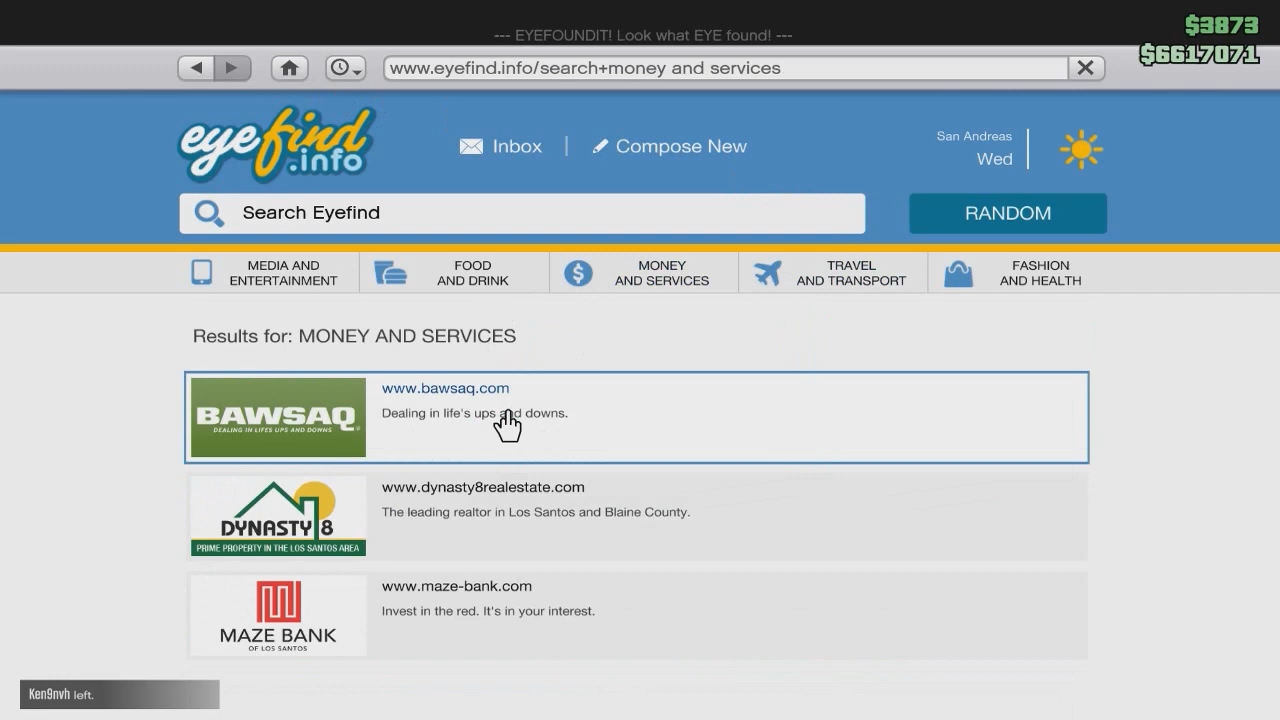 --- EYEFOUNDIT! Look what EYE found! ---
$3873
$6617071
www.eyefind.info/search+money and services
eyefind
.info
Inbox
Compose New
San Andreas
Wed
Search Eyefind
RANDOM
MEDIA AND
ENTERTAINMENT
FOOD
AND DRINK
MONEY
AND SERVICES
TRAVEL
AND TRANSPORT
FASHION
AND HEALTH
Results for: MONEY AND SERVICES
BAWSAQ
DEALING IN LIFES UPS AND DOWNS
www.bawsaq.com
Dealing in life's ups and downs.
DYNASTY 8
PRIME PROPERTY IN THE LOS SANTOS AREA
www.dynasty8realestate.com
The leading realtor in Los Santos and Blaine County.
MAZE BANK
OF LOS SANTOS
www.maze-bank.com
Invest in the red. It's in your interest.
Ken9nvh left.